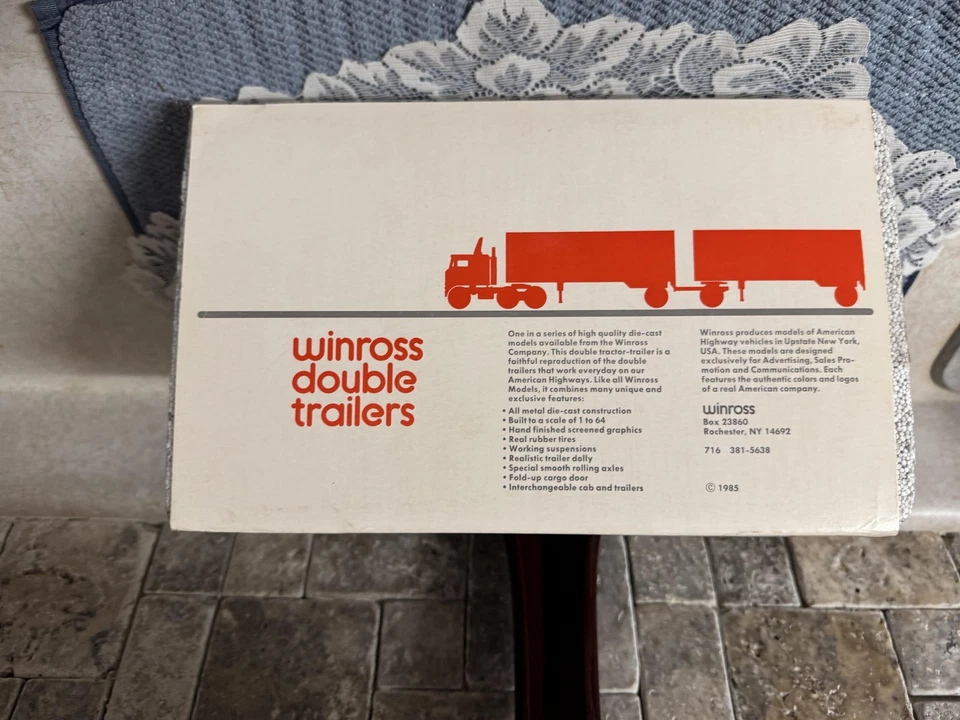 winross
double
trailers
One in a series of high quality die-cast
models available from the Winross
Company. This double tractor-trailer is a
faithful reproduction of the double
trailers that work everyday on our
American Highways. Like all Winross
Models, it combines many unique and
exclusive features:
• All metal die-cast construction
• Built to a scale of 1 to 64
• Hand finished screened graphics
• Real rubber tires
• Working suspensions
• Realistic trailer dolly
• Special smooth rolling axles
• Fold-up cargo door
• Interchangeable cab and trailers
Winross produces models of American
Highway vehicles in Upstate New York,
USA. These models are designed
exclusively for Advertising, Sales Pro-
motion and Communications. Each
features the authentic colors and logos
of a real American company.
winross
Box 23860
Rochester, NY 14692
716 381-5638
© 1985